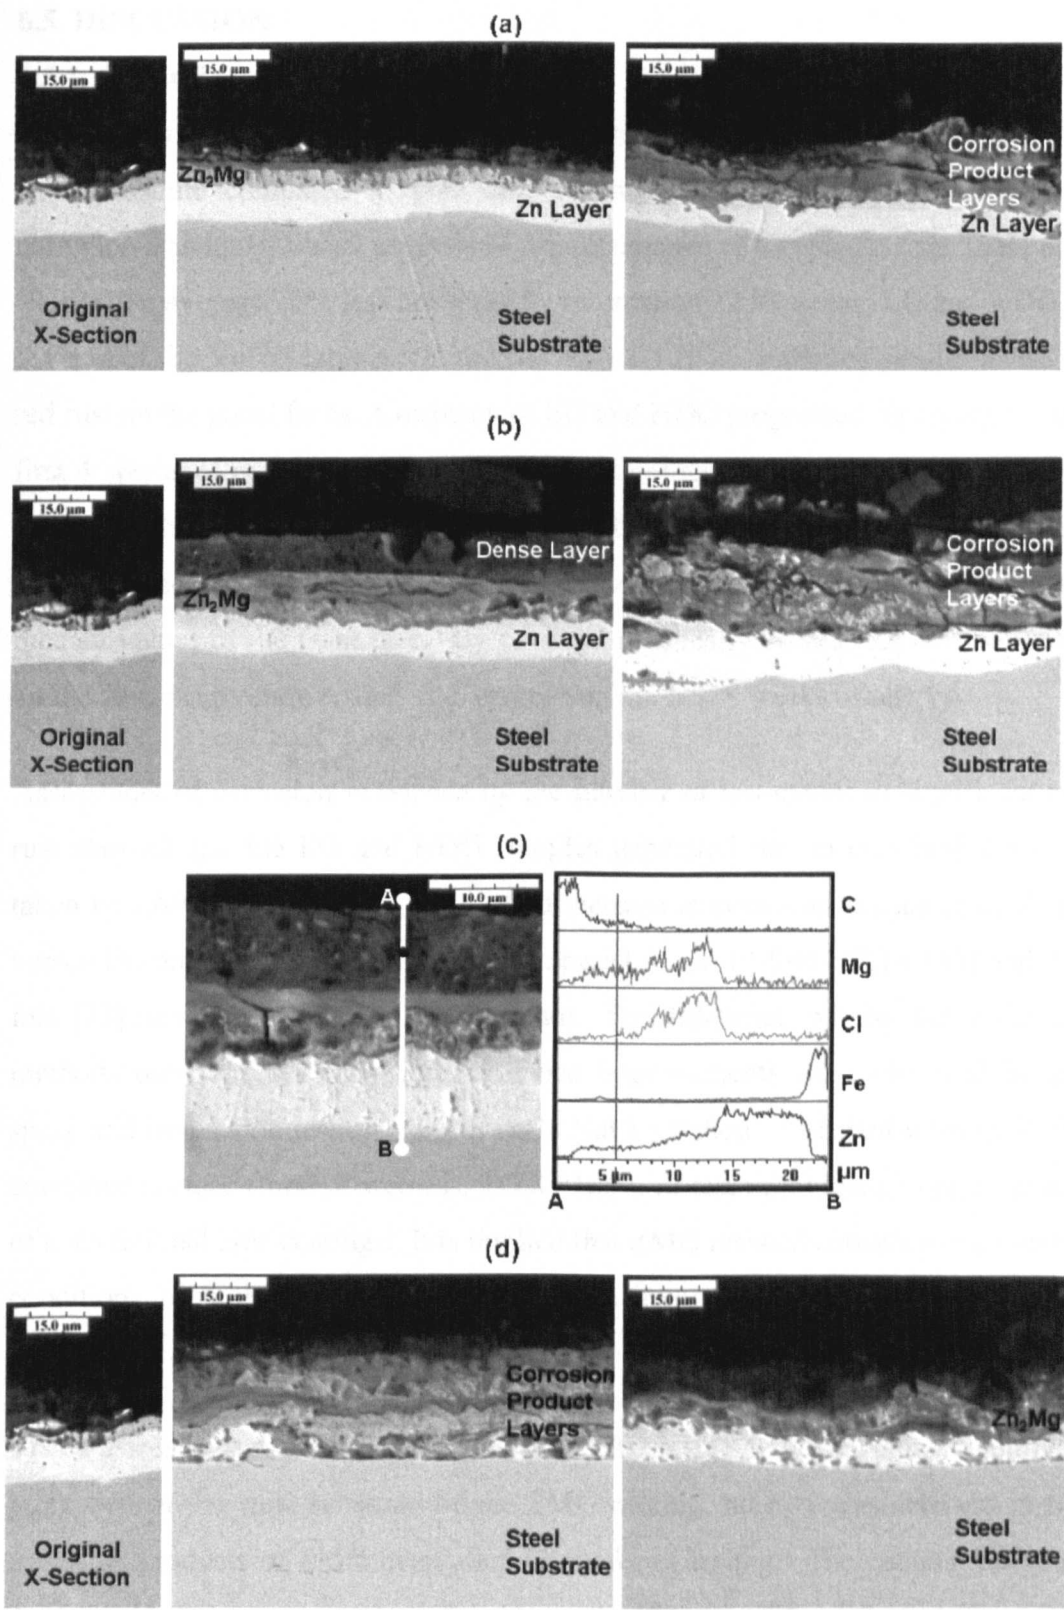 (a)
15.0 µm
15.0 µm
15.0 µm
Zn₂Mg
Zn Layer
Corrosion
Product
Layers
Zn Layer
Original
X-Section
Steel
Substrate
Steel
Substrate
(b)
15.0 µm
15.0 µm
15.0 µm
Dense Layer
Zn₂Mg
Zn Layer
Corrosion
Product
Layers
Zn Layer
Original
X-Section
Steel
Substrate
Steel
Substrate
(c)
A
10.0 µm
B
C
Mg
Cl
Fe
Zn
5 µm 10 15 20 µm
A B
(d)
15.0 µm
15.0 µm
15.0 µm
Corrosion
Product
Layers
Zn₂Mg
Original
X-Section
Steel
Substrate
Steel
Substrate